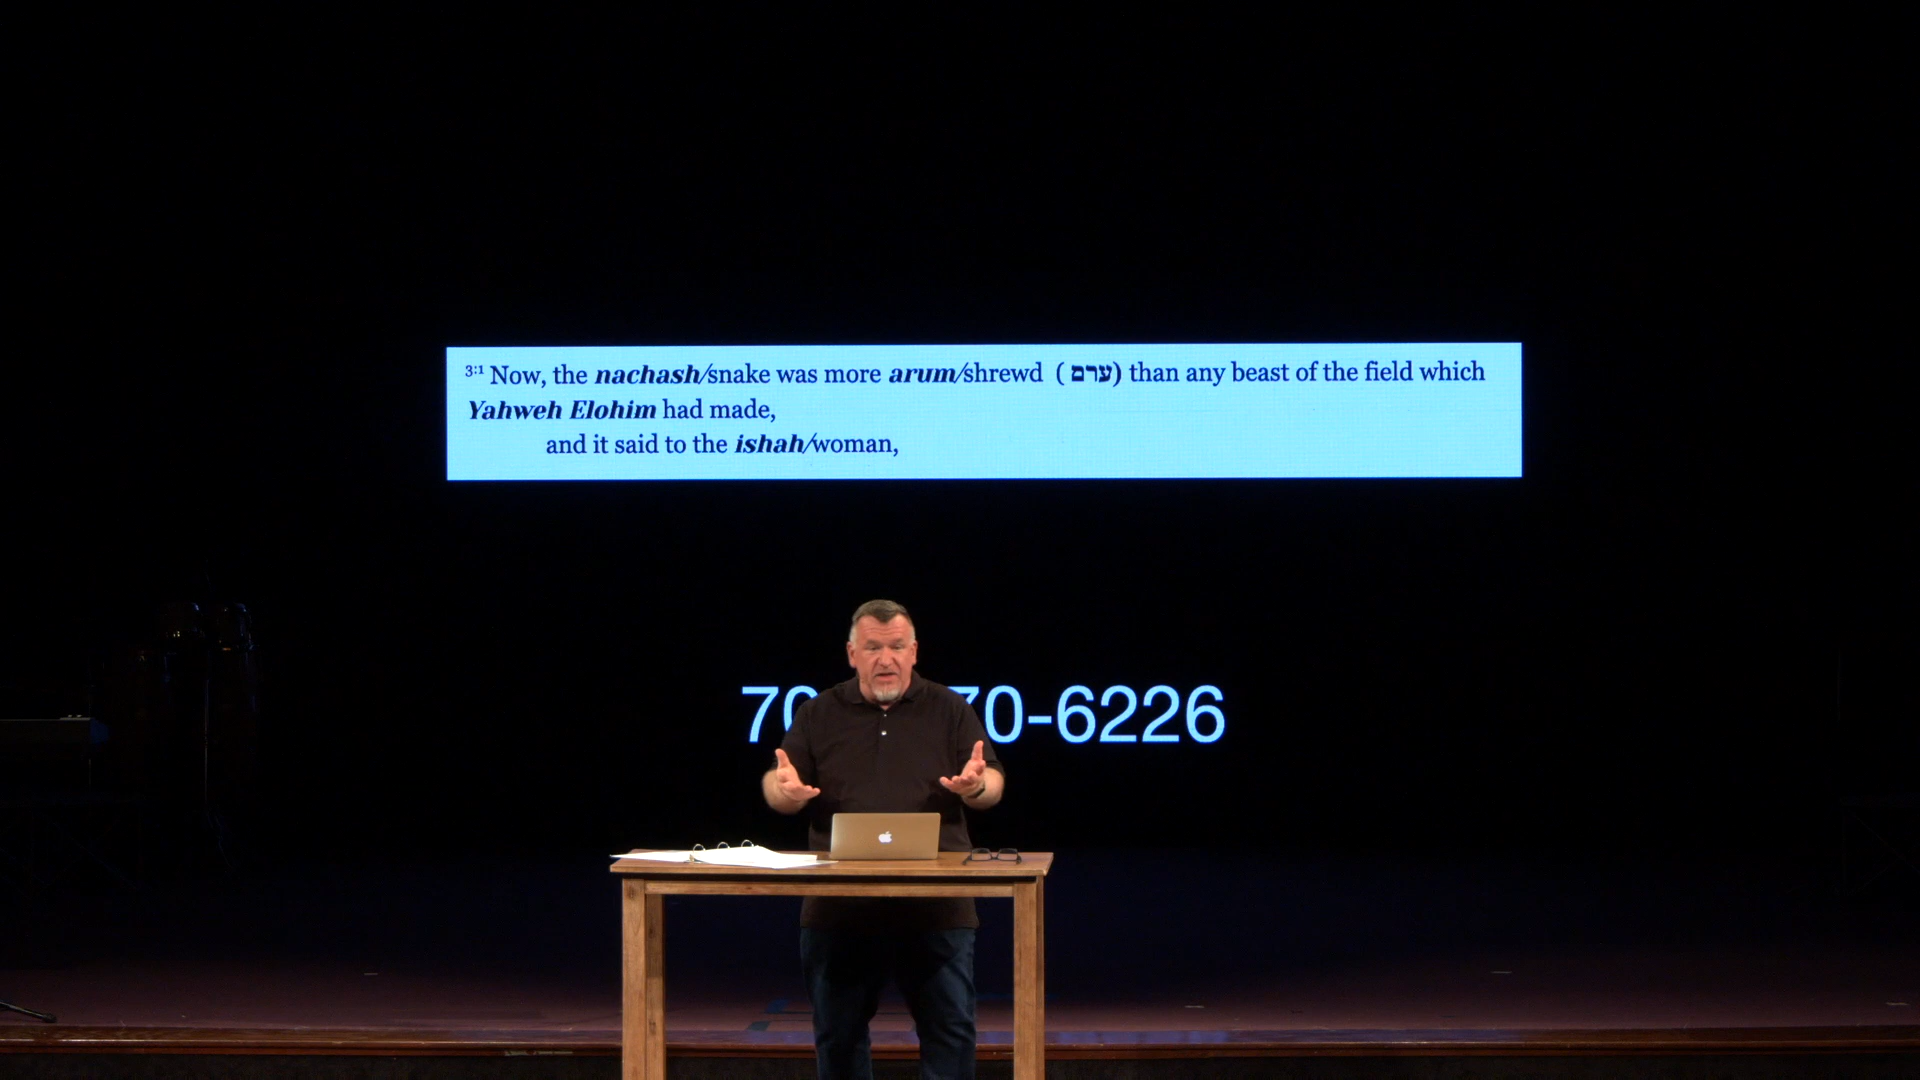 3:1 Now, the nachash/snake was more arum/shrewd ( ערם) than any beast of the field which
Yahweh Elohim had made,
and it said to the ishah/woman,
70-6226